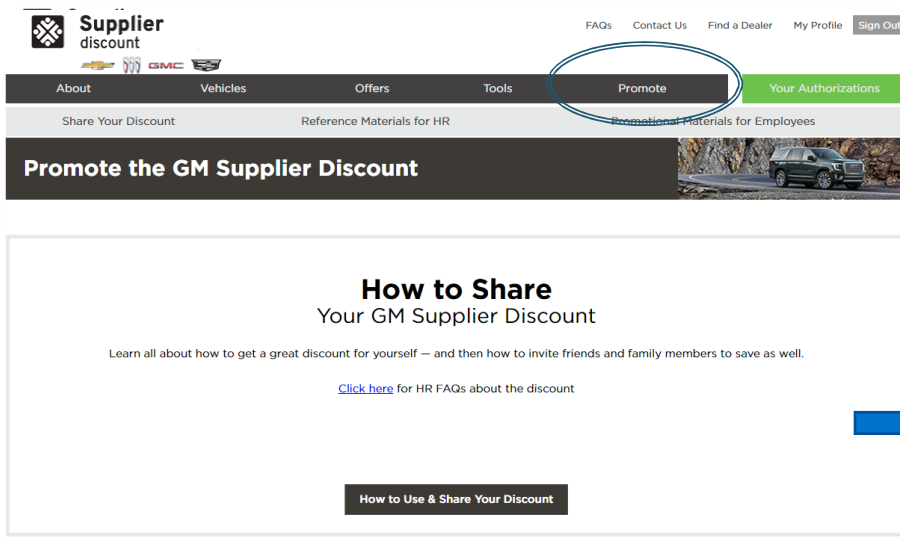 Supplier
discount
GMC
FAQs Contact Us Find a Dealer My Profile Sign Out
About Vehicles Offers Tools Promote Your Authorizations
Share Your Discount Reference Materials for HR Promotional Materials for Employees
Promote the GM Supplier Discount
How to Share
Your GM Supplier Discount
Learn all about how to get a great discount for yourself — and then how to invite friends and family members to save as well.
Click here for HR FAQs about the discount
How to Use & Share Your Discount